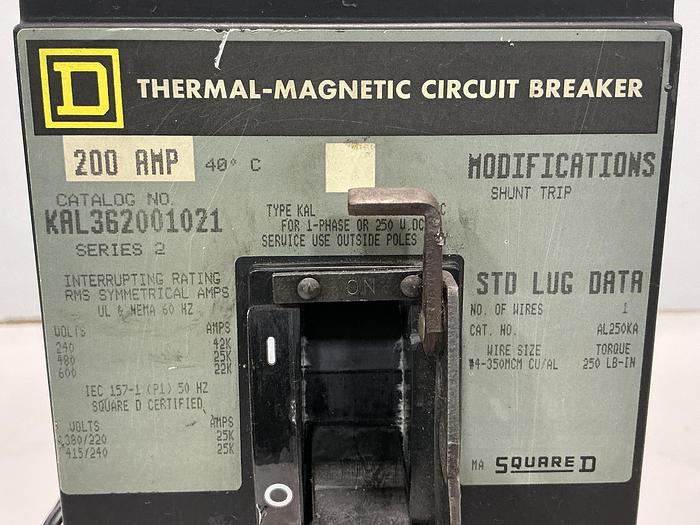 D THERMAL-MAGNETIC CIRCUIT BREAKER
200 AMP 40° C
CATALOG NO.
KAL362001021
SERIES 2
INTERRUPTING RATING
RMS SYMMETRICAL AMPS
UL & NEMA 60 HZ
VOLTS AMPS
240 42K
480 25K
600 22K
IEC 157-1 (P1) 50 HZ
SQUARE D CERTIFIED
VOLTS AMPS
380/220 25K
415/240 25K
TYPE KAL
FOR 1-PHASE OR 250 V.DC
SERVICE USE OUTSIDE POLES
ON
I
O
MODIFICATIONS
SHUNT TRIP
STD LUG DATA
NO. OF WIRES 1
CAT. NO. AL250KA
WIRE SIZE TORQUE
#4-350MCM CU/AL 250 LB-IN
MA SQUARE D